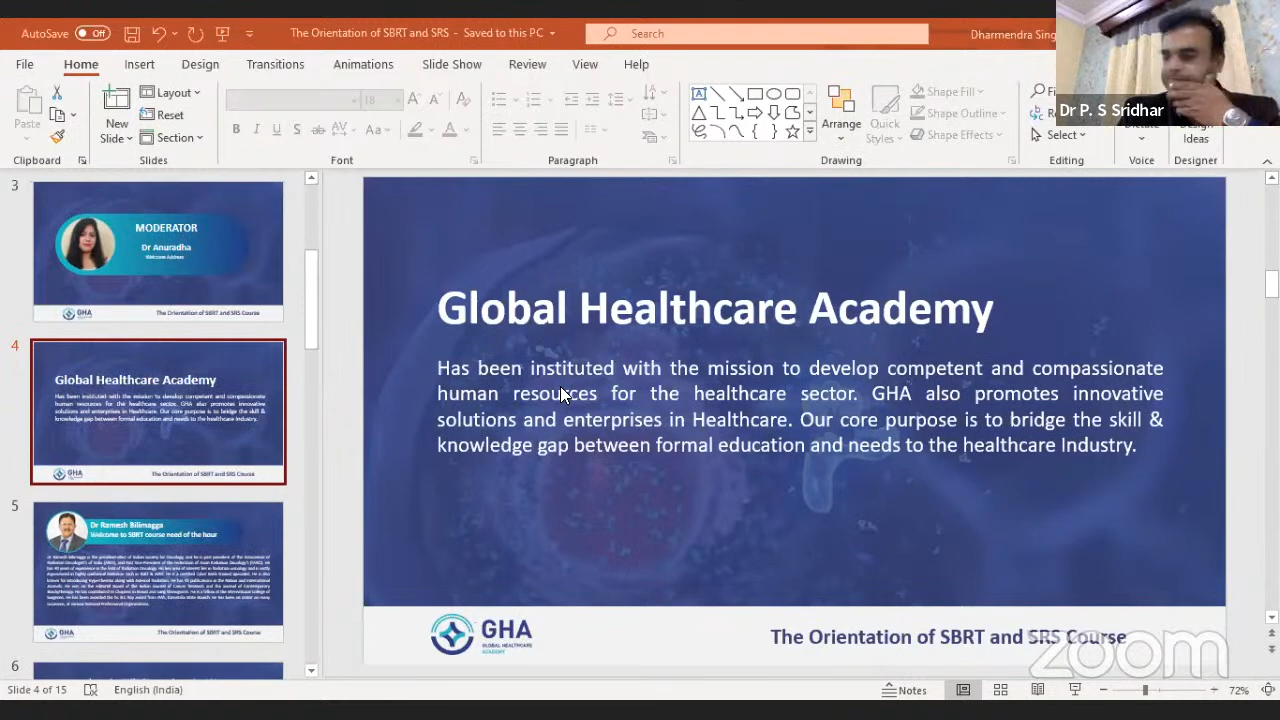 AutoSave Off The Orientation of SBRT and SRS - Saved to this PC Search Dharmendra Sing
File Home Insert Design Transitions Animations Slide Show Review View Help
Dr P. S Sridhar
Paste New Slide Layout Reset Section 18 Arrange Quick Styles Shape Fill Shape Outline Shape Effects Select Dictate Design Ideas
Clipboard Slides Font Paragraph Drawing Editing Voice Designer
3
MODERATOR
Dr Anuradha
Welcome Address
GHA The Orientation of SBRT and SRS Course
4
Global Healthcare Academy
Has been instituted with the mission to develop competent and compassionate
human resources for the healthcare sector. GHA also promotes innovative
solutions and enterprises in Healthcare. Our core purpose is to bridge the skill &
knowledge gap between formal education and needs to the healthcare Industry.
GHA The Orientation of SBRT and SRS Course
5
Dr Ramesh Bilimagga
Welcome to SBRT course need of the hour
GHA The Orientation of SBRT and SRS Course
6
Global Healthcare Academy
Has been instituted with the mission to develop competent and compassionate
human resources for the healthcare sector. GHA also promotes innovative
solutions and enterprises in Healthcare. Our core purpose is to bridge the skill &
knowledge gap between formal education and needs to the healthcare Industry.
GHA
GLOBAL HEALTHCARE
ACADEMY
The Orientation of SBRT and SRS Course
zoom
Slide 4 of 15 English (India) Notes 72%